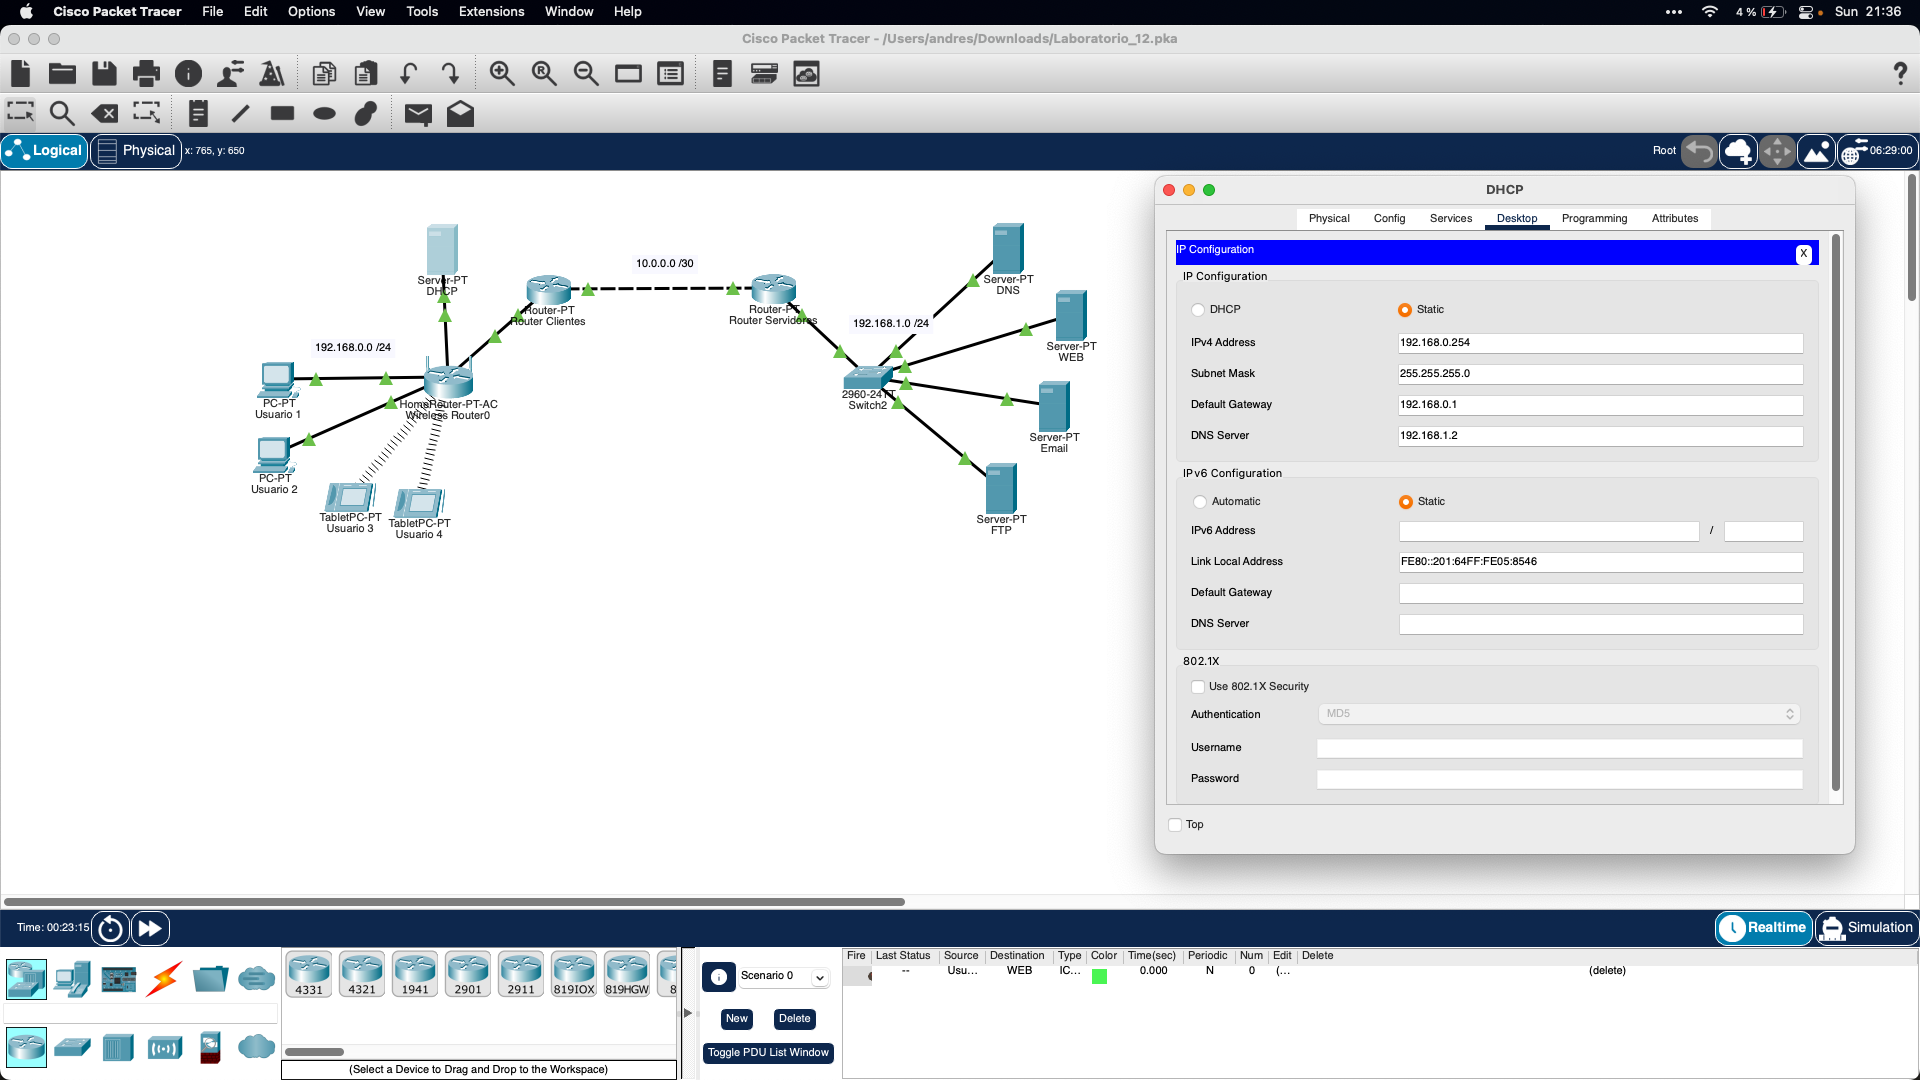 Cisco Packet Tracer File Edit Options View Tools Extensions Window Help
4 % Sun 21:36
Cisco Packet Tracer - /Users/andres/Downloads/Laboratorio_12.pka
Logical
Physical
x: 765, y: 650
Root
06:29:00
Server-PT
DHCP
10.0.0.0 /30
Router-PT
Router Clientes
Router-PT
Router Servidores
Server-PT
DNS
192.168.1.0 /24
Server-PT
WEB
192.168.0.0 /24
PC-PT
Usuario 1
HomeRouter-PT-AC
Wireless Router0
2960-24TT
Switch2
Server-PT
Email
PC-PT
Usuario 2
TabletPC-PT
Usuario 3
TabletPC-PT
Usuario 4
Server-PT
FTP
DHCP
Physical Config Services Desktop Programming Attributes
IP Configuration
X
IP Configuration
DHCP Static
IPv4 Address 192.168.0.254
Subnet Mask 255.255.255.0
Default Gateway 192.168.0.1
DNS Server 192.168.1.2
IPv6 Configuration
Automatic Static
IPv6 Address /
Link Local Address FE80::201:64FF:FE05:8546
Default Gateway
DNS Server
802.1X
Use 802.1X Security
Authentication MD5
Username
Password
Top
Time: 00:23:15
Realtime
Simulation
4331 4321 1941 2901 2911 819IOX 819HGW 8
(Select a Device to Drag and Drop to the Workspace)
Scenario 0
New Delete
Toggle PDU List Window
Fire Last Status Source Destination Type Color Time(sec) Periodic Num Edit Delete
-- Usu... WEB IC... 0.000 N 0 (... (delete)